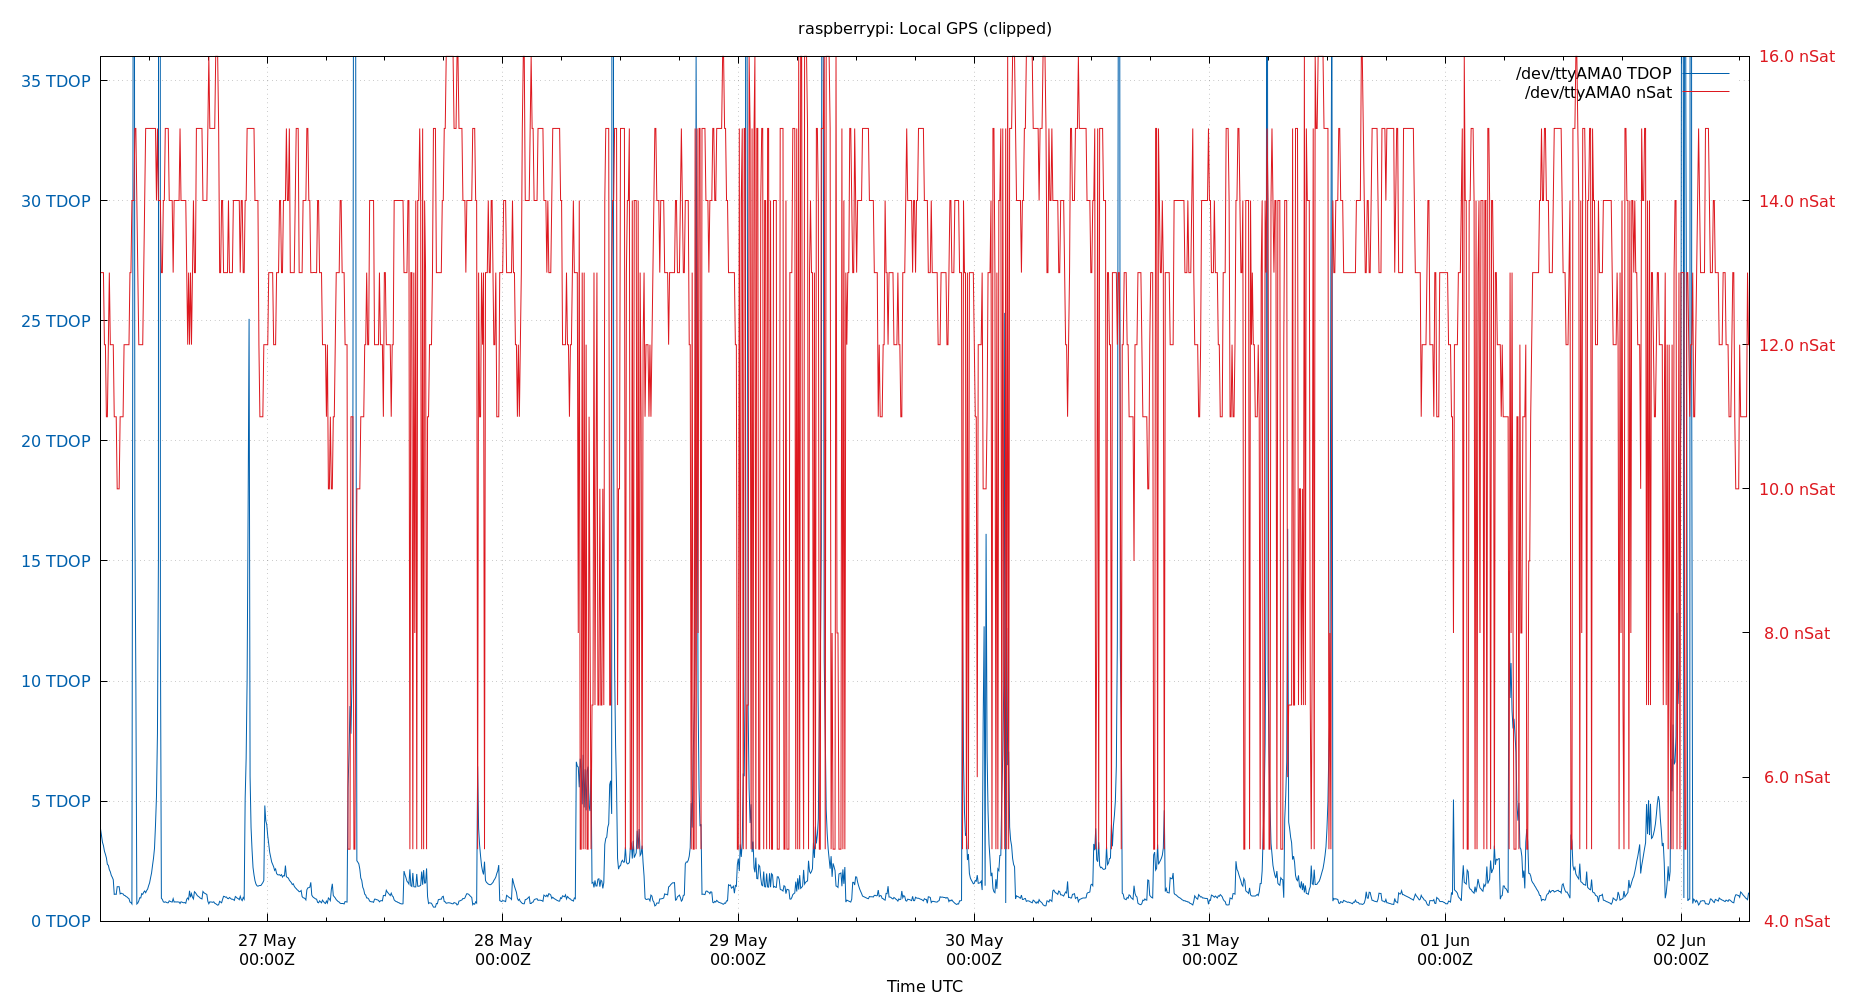 raspberrypi: Local GPS (clipped)
/dev/ttyAMA0 TDOP
/dev/ttyAMA0 nSat
35 TDOP
30 TDOP
25 TDOP
20 TDOP
15 TDOP
10 TDOP
5 TDOP
0 TDOP
16.0 nSat
14.0 nSat
12.0 nSat
10.0 nSat
8.0 nSat
6.0 nSat
4.0 nSat
27 May
00:00Z
28 May
00:00Z
29 May
00:00Z
30 May
00:00Z
31 May
00:00Z
01 Jun
00:00Z
02 Jun
00:00Z
Time UTC